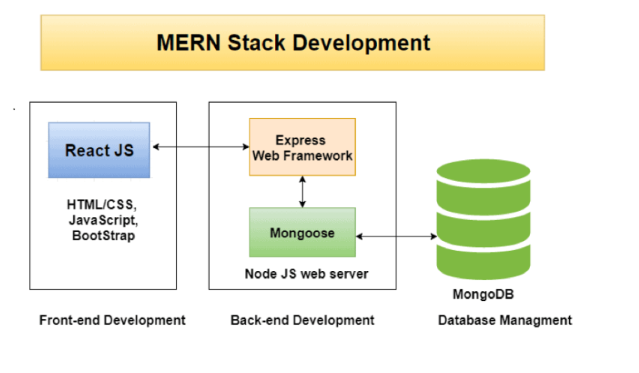 MERN Stack Development
React JS
HTML/CSS,
JavaScript,
BootStrap
Front-end Development
Express
Web Framework
Mongoose
Node JS web server
Back-end Development
MongoDB
Database Managment